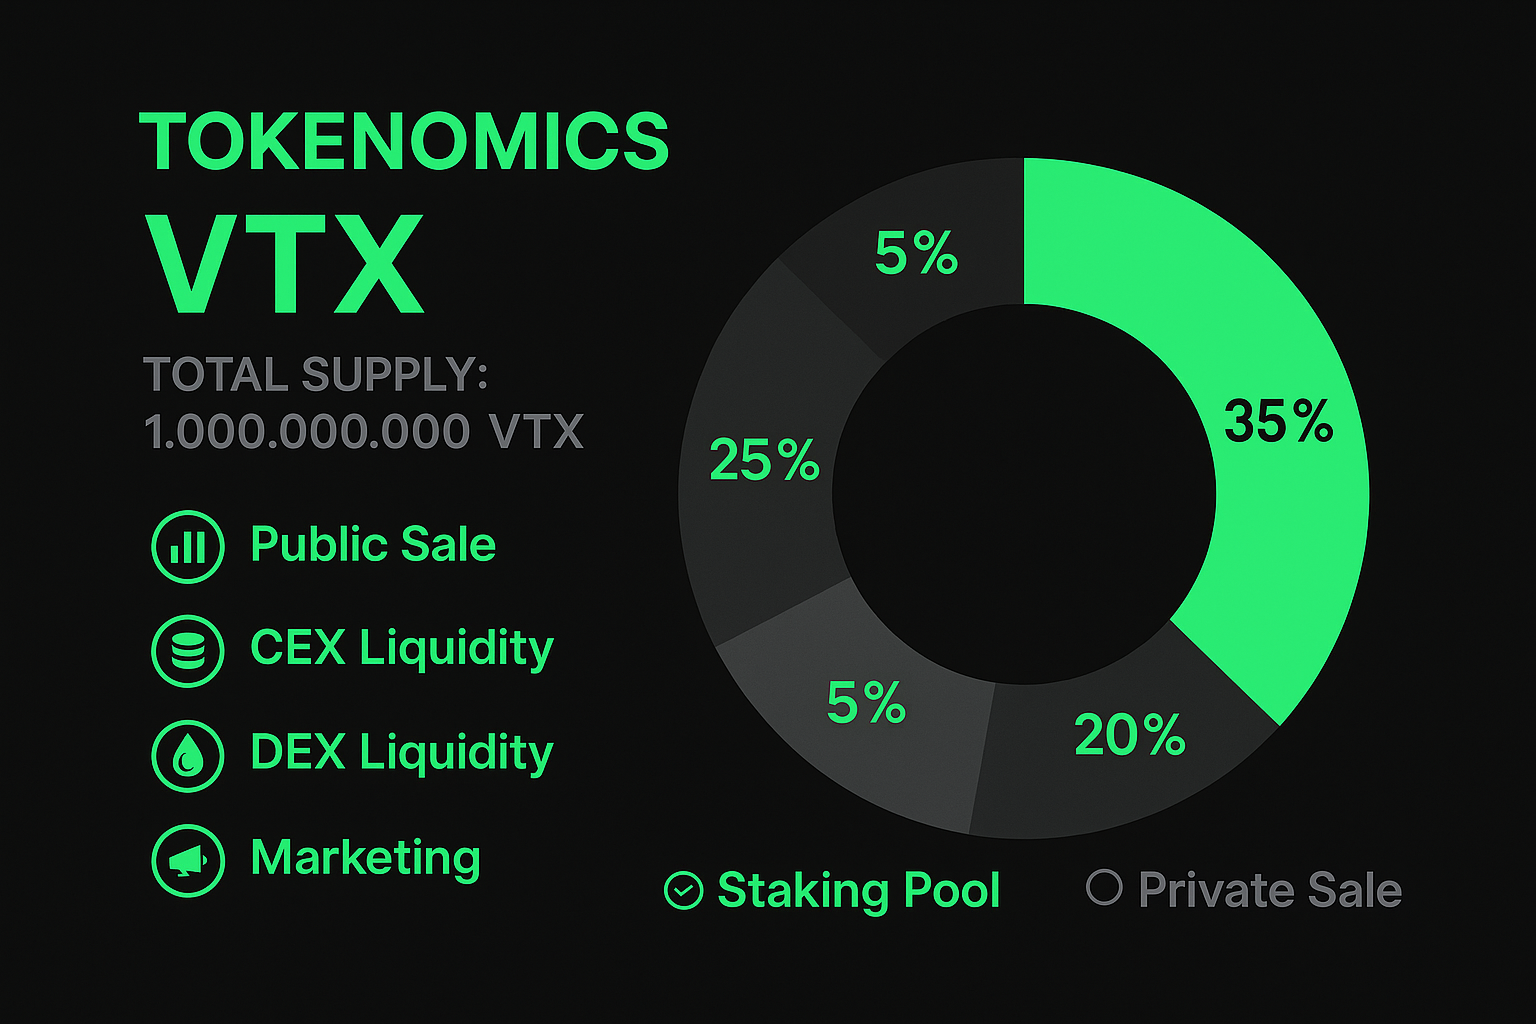 TOKENOMICS
VTX
TOTAL SUPPLY:
1.000.000.000 VTX
Public Sale
CEX Liquidity
DEX Liquidity
Marketing
5%
35%
25%
5%
20%
Staking Pool
Private Sale